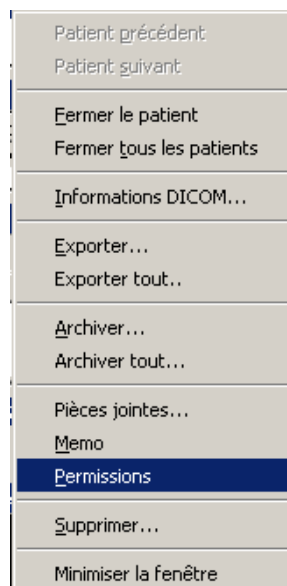 Patient précédent
Patient suivant
Fermer le patient
Fermer tous les patients
Informations DICOM...
Exporter...
Exporter tout..
Archiver...
Archiver tout...
Pièces jointes...
Memo
Permissions
Supprimer...
Minimiser la fenêtre